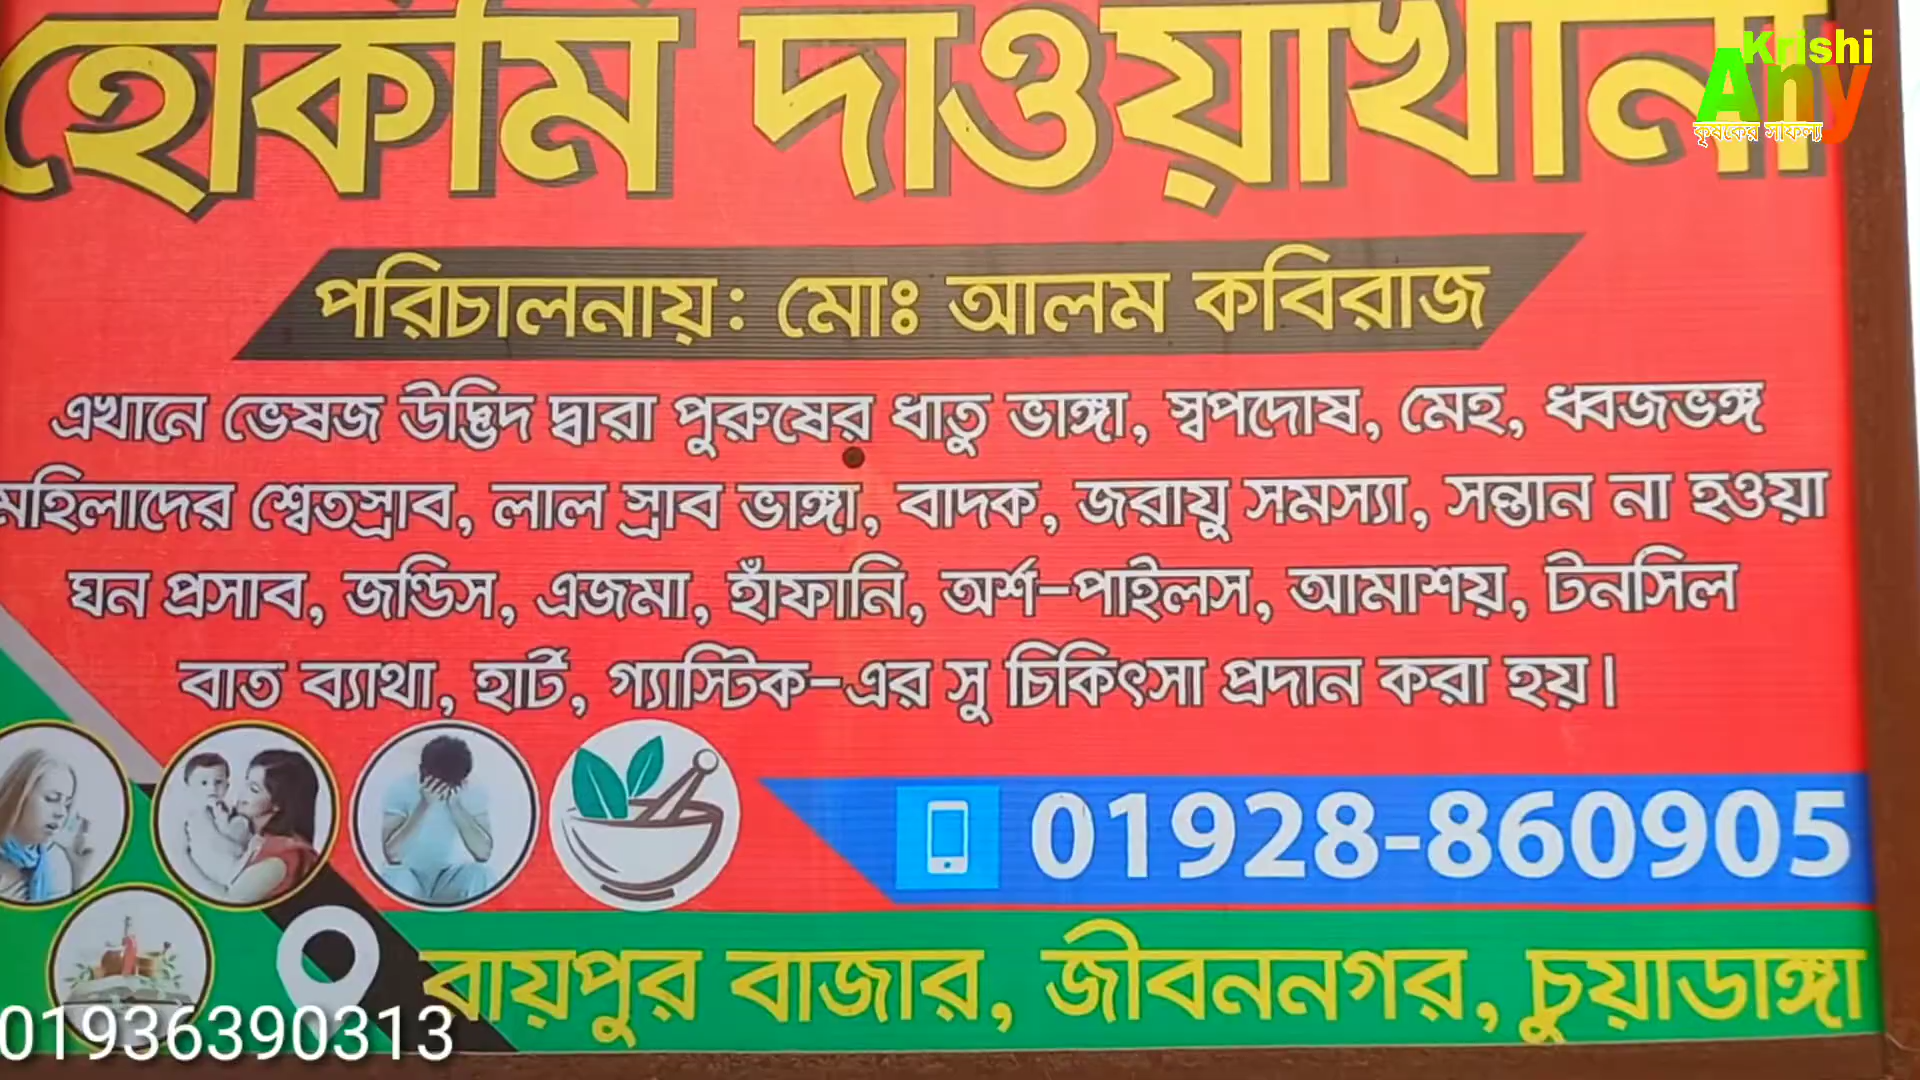 হেকিমি দাওয়াখানা
Krishi
Any
কৃষকের সাফল্য
পরিচালনায়: মোঃ আলম কবিরাজ
এখানে ভেষজ উদ্ভিদ দ্বারা পুরুষের ধাতু ভাঙ্গা, স্বপদোষ, মেহ, ধ্বজভঙ্গ
মহিলাদের শ্বেতস্রাব, লাল স্রাব ভাঙ্গা, বাদক, জরায়ু সমস্যা, সন্তান না হওয়া
ঘন প্রসাব, জণ্ডিস, এজমা, হাঁফানি, অর্শ-পাইলস, আমাশয়, টনসিল
বাত ব্যাথা, হার্ট, গ্যাস্টিক-এর সু চিকিৎসা প্রদান করা হয়।
01928-860905
রায়পুর বাজার, জীবননগর, চুয়াডাঙ্গা
01936390313